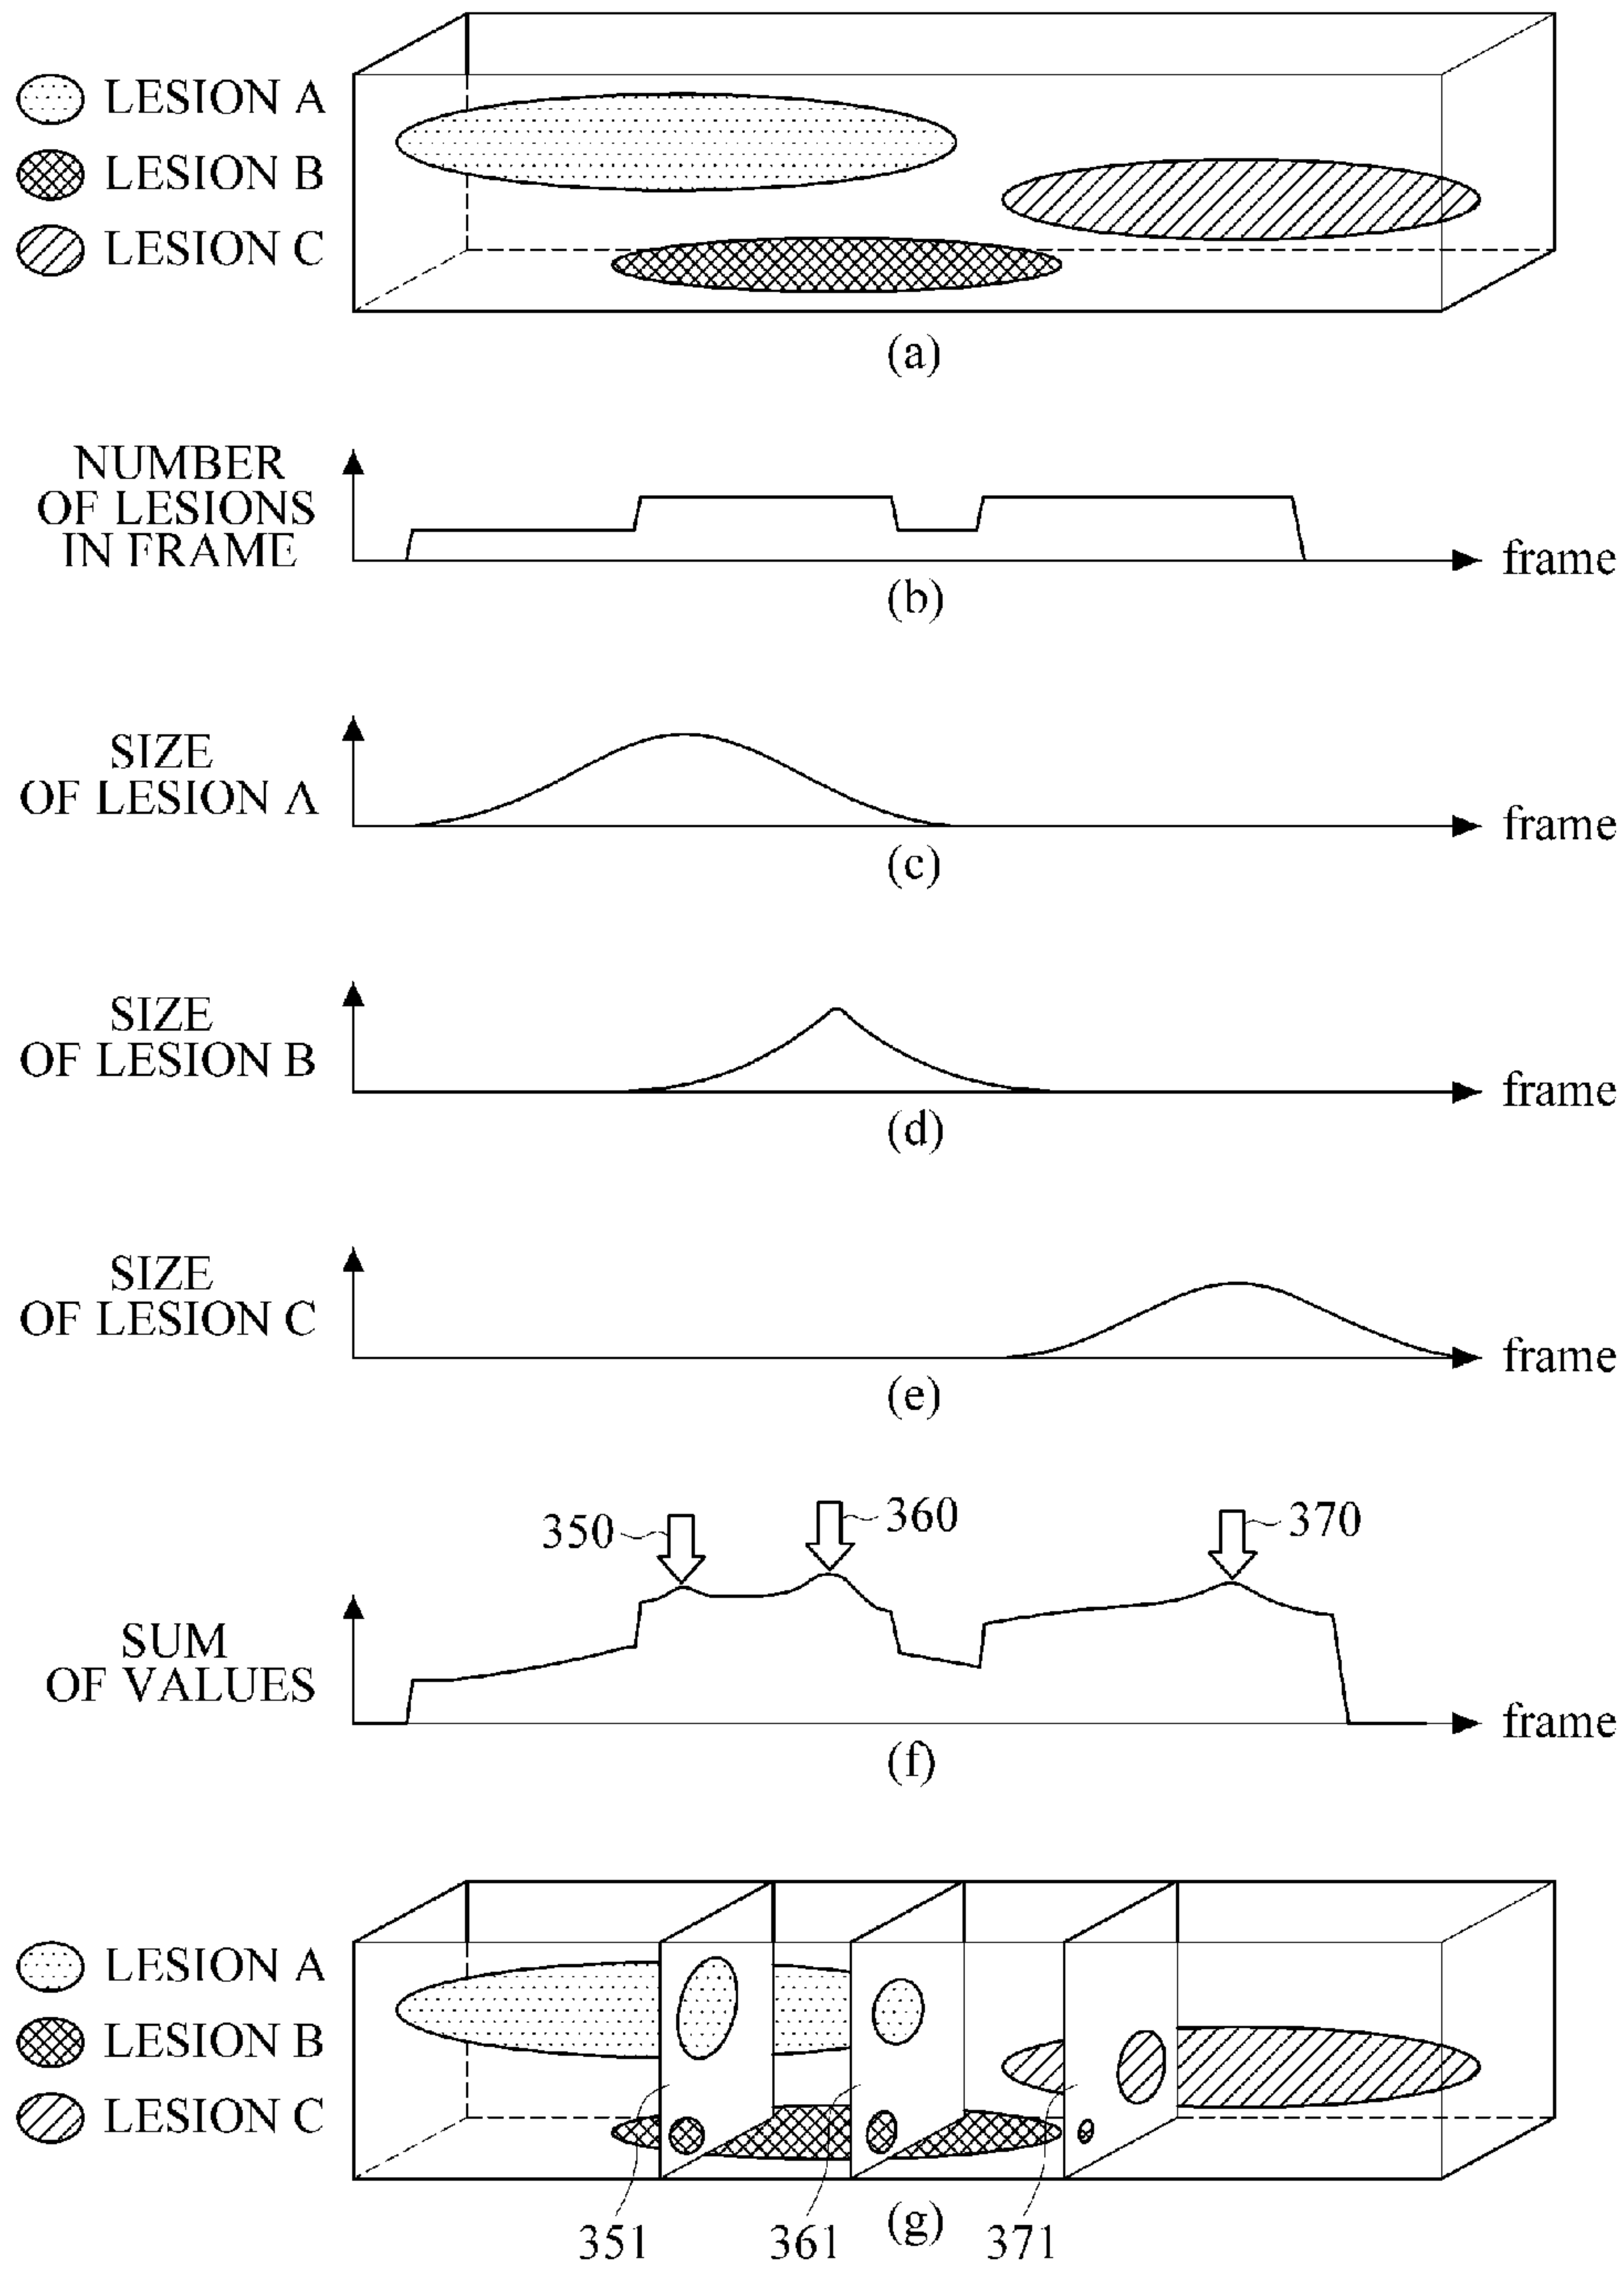 LESION A
LESION B
LESION C
(a)
NUMBER
OF LESIONS
IN FRAME
frame
(b)
SIZE
OF LESION A
frame
(c)
SIZE
OF LESION B
frame
(d)
SIZE
OF LESION C
frame
(e)
350
360
370
SUM
OF VALUES
frame
(f)
LESION A
LESION B
LESION C
351
361
(g)
371